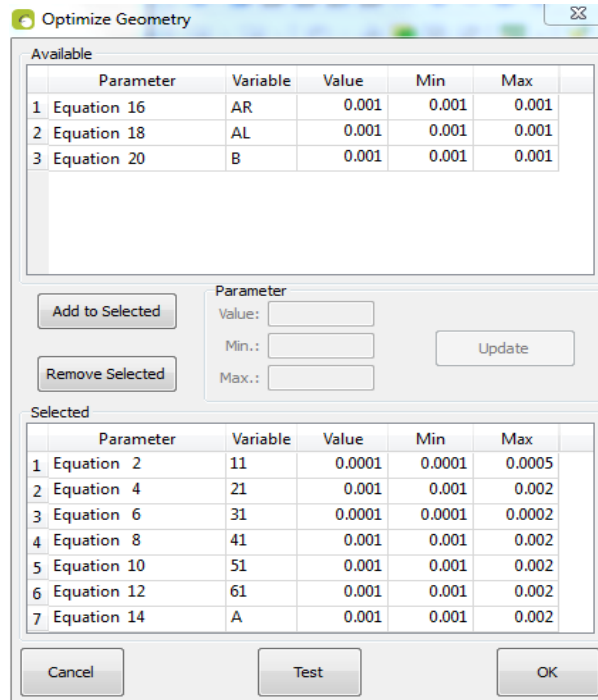 Optimize Geometry
Available
Parameter Variable Value Min Max
1 Equation 16 AR 0.001 0.001 0.001
2 Equation 18 AL 0.001 0.001 0.001
3 Equation 20 B 0.001 0.001 0.001
Add to Selected
Remove Selected
Parameter
Value:
Min.:
Max.:
Update
Selected
Parameter Variable Value Min Max
1 Equation 2 11 0.0001 0.0001 0.0005
2 Equation 4 21 0.001 0.001 0.002
3 Equation 6 31 0.0001 0.0001 0.0002
4 Equation 8 41 0.001 0.001 0.002
5 Equation 10 51 0.001 0.001 0.002
6 Equation 12 61 0.001 0.001 0.002
7 Equation 14 A 0.001 0.001 0.002
Cancel Test OK